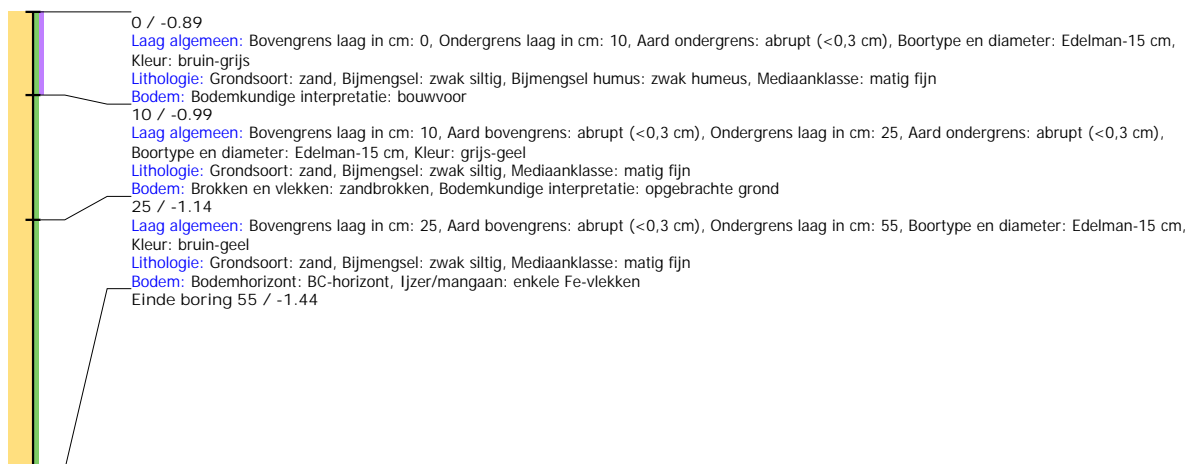 0 / -0.89
Laag algemeen: Bovengrens laag in cm: 0, Ondergrens laag in cm: 10, Aard ondergrens: abrupt (<0,3 cm), Boortype en diameter: Edelman-15 cm,
Kleur: bruin-grijs
Lithologie: Grondsoort: zand, Bijmengsel: zwak siltig, Bijmengsel humus: zwak humeus, Mediaanklasse: matig fijn
Bodem: Bodemkundige interpretatie: bouwvoor
10 / -0.99
Laag algemeen: Bovengrens laag in cm: 10, Aard bovengrens: abrupt (<0,3 cm), Ondergrens laag in cm: 25, Aard ondergrens: abrupt (<0,3 cm),
Boortype en diameter: Edelman-15 cm, Kleur: grijs-geel
Lithologie: Grondsoort: zand, Bijmengsel: zwak siltig, Mediaanklasse: matig fijn
Bodem: Brokken en vlekken: zandbrokken, Bodemkundige interpretatie: opgebrachte grond
25 / -1.14
Laag algemeen: Bovengrens laag in cm: 25, Aard bovengrens: abrupt (<0,3 cm), Ondergrens laag in cm: 55, Boortype en diameter: Edelman-15 cm,
Kleur: bruin-geel
Lithologie: Grondsoort: zand, Bijmengsel: zwak siltig, Mediaanklasse: matig fijn
Bodem: Bodemhorizont: BC-horizont, Ijzer/mangaan: enkele Fe-vlekken
Einde boring 55 / -1.44